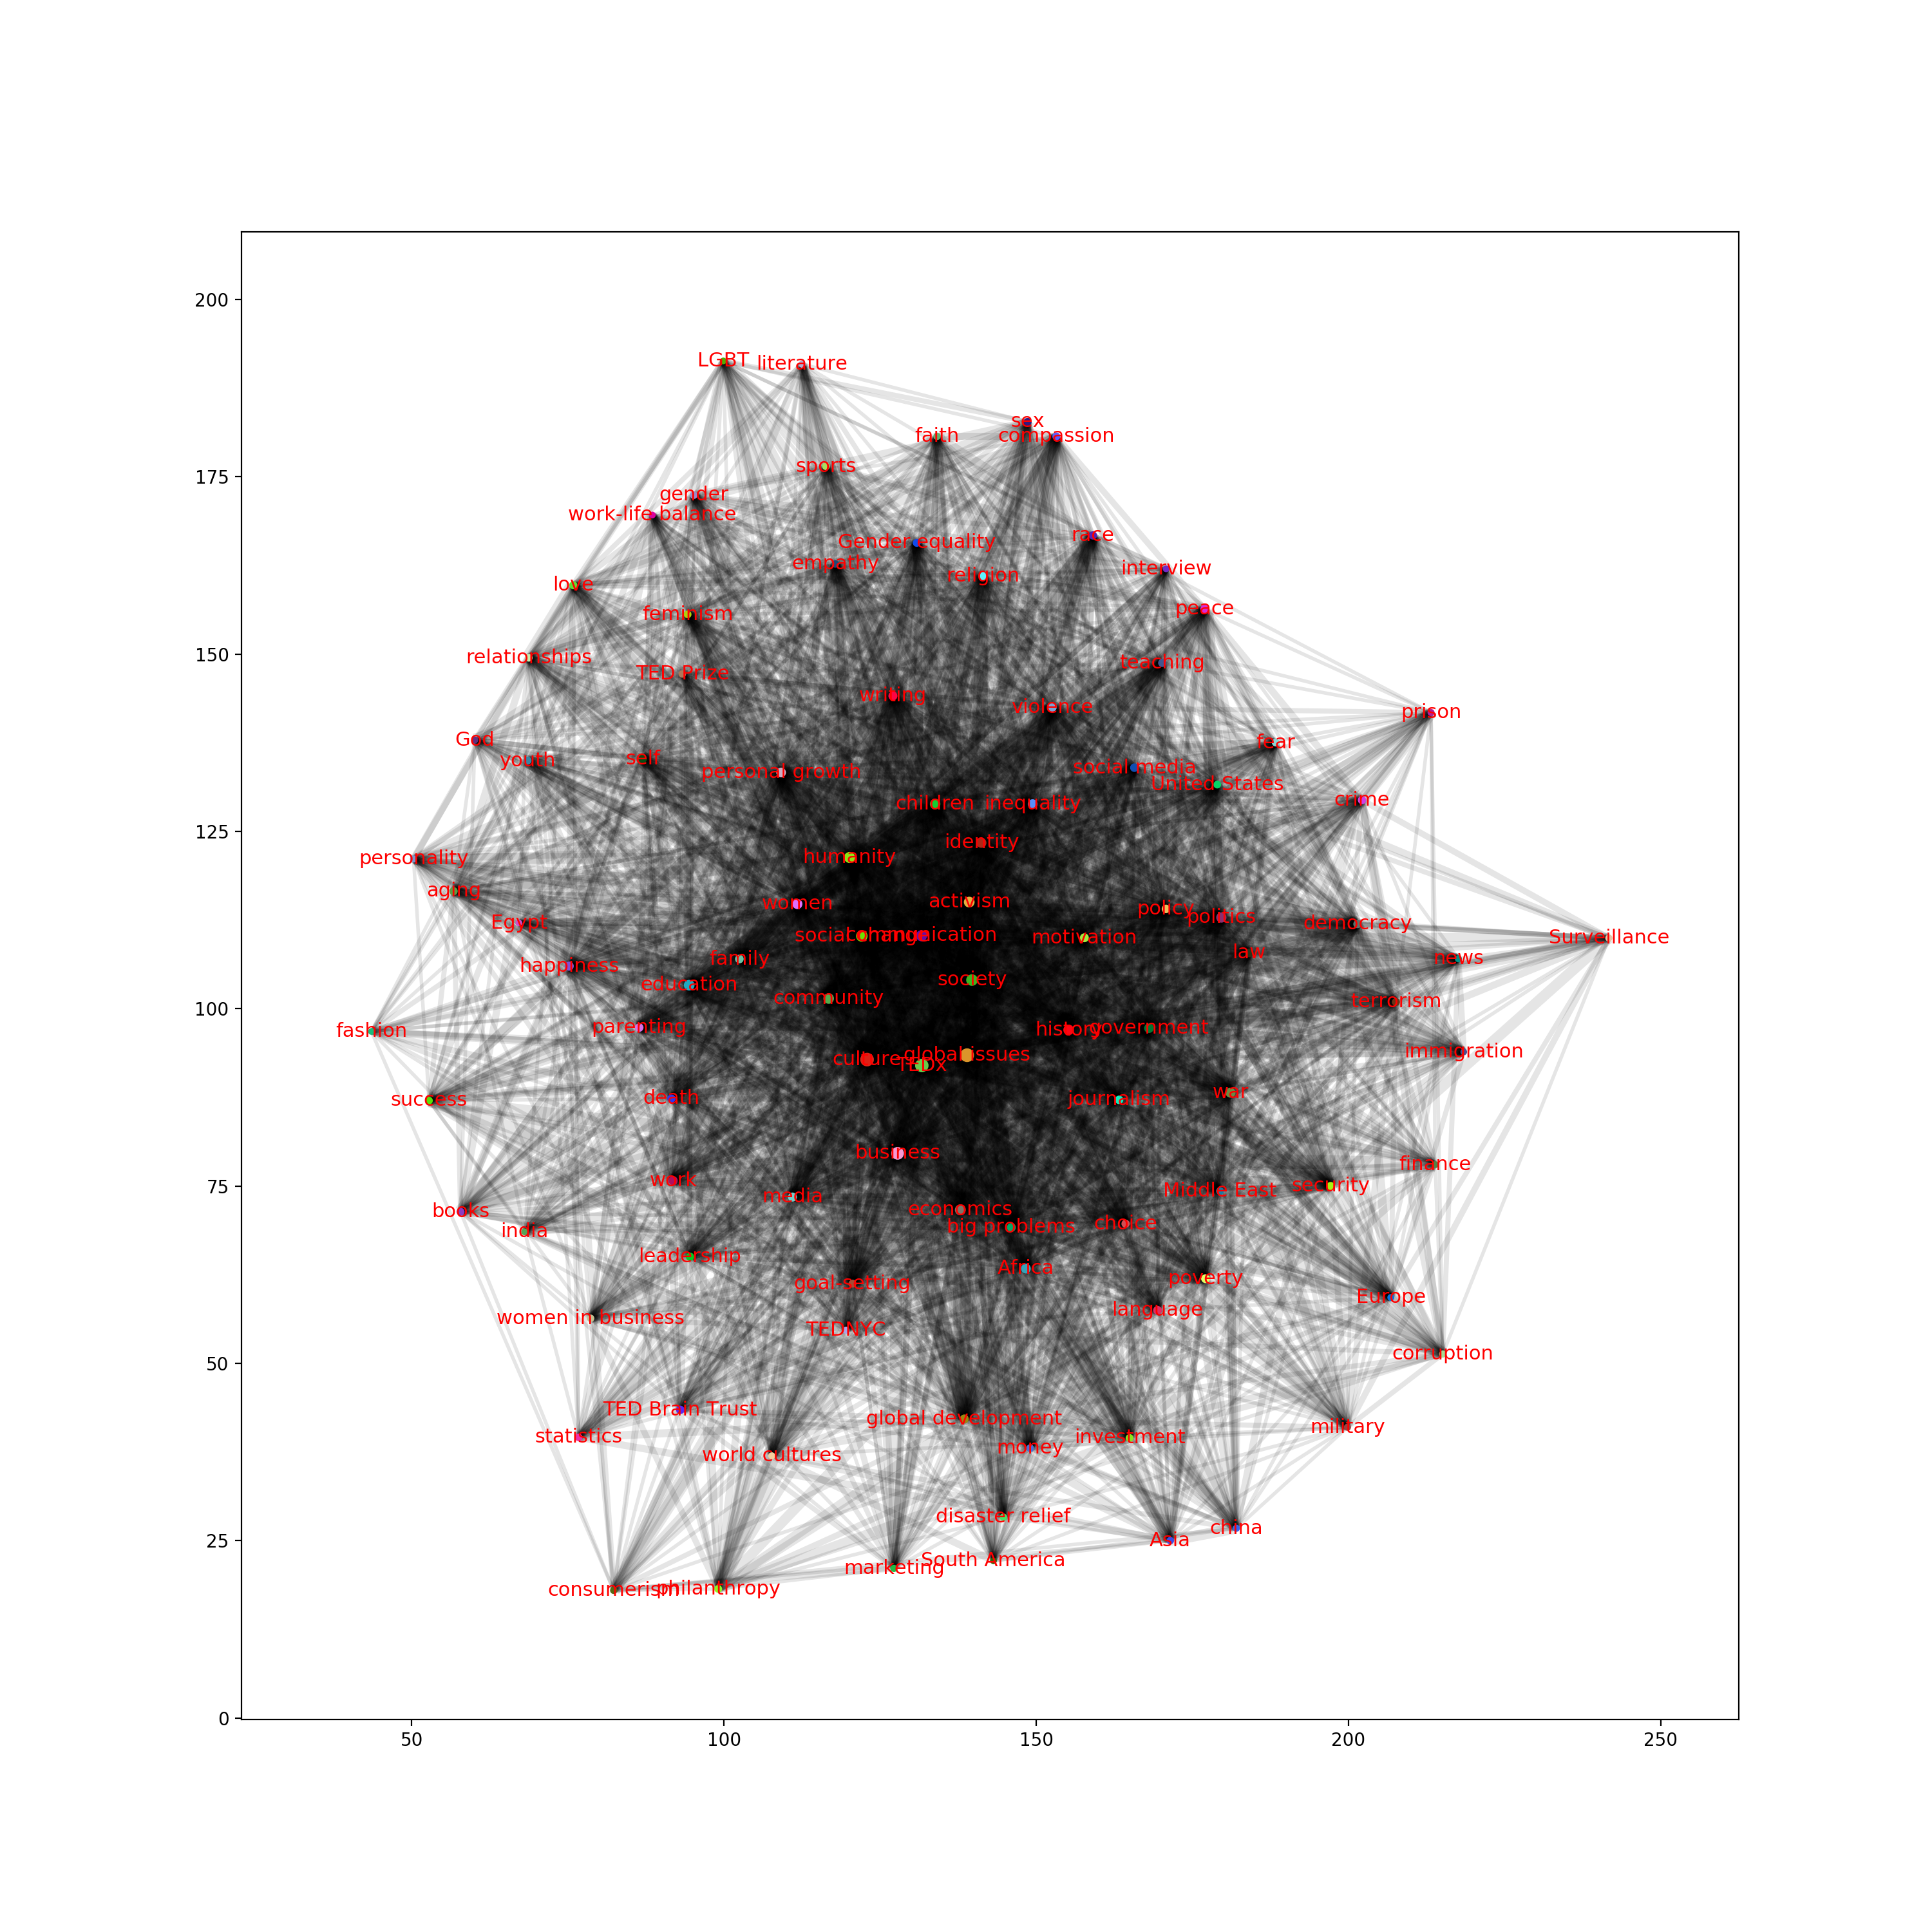 200
175
150
125
100
75
50
25
0
LGBT
literature
sex
faith
compassion
sports
gender
work-life balance
race
Gender equality
empathy
interview
religion
love
peace
feminism
relationships
teaching
TED Prize
writing
violence
prison
God
fear
youth
self
social media
personal growth
United States
crime
children
inequality
identity
humanity
personality
aging
activism
women
policy
politics
Egypt
democracy
social change
communication
motivation
Surveillance
law
family
news
happiness
society
education
community
terrorism
parenting
history
government
fashion
global issues
immigration
culture
TEDx
war
death
journalism
success
business
finance
work
security
Middle East
media
books
economics
big problems
choice
india
Africa
leadership
poverty
goal-setting
Europe
language
women in business
TEDNYC
corruption
TED Brain Trust
global development
military
statistics
investment
money
world cultures
disaster relief
china
Asia
South America
marketing
consumerism
philanthropy
50
100
150
200
250